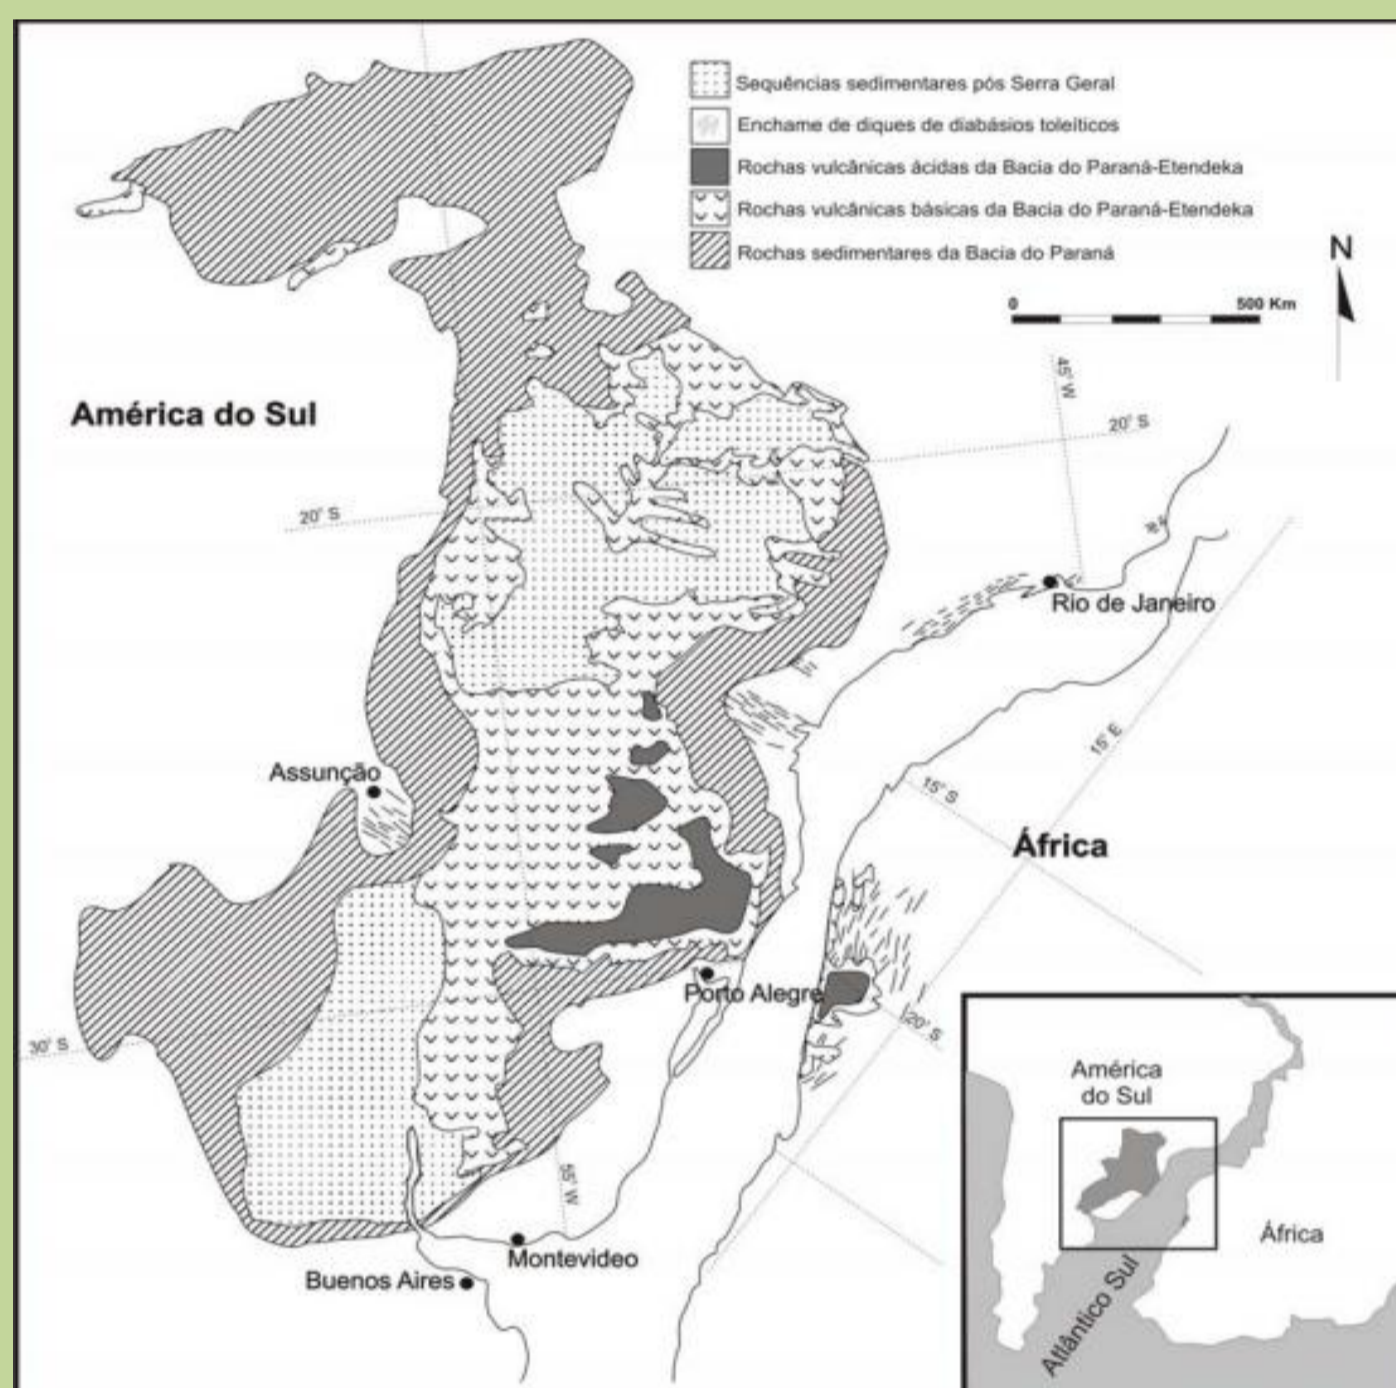 Sequências sedimentares pós Serra Geral
Enchame de diques de diabásios toleíticos
Rochas vulcânicas ácidas da Bacia do Paraná-Etendeka
Rochas vulcânicas básicas da Bacia do Paraná-Etendeka
Rochas sedimentares da Bacia do Paraná
N
0 500 Km
América do Sul
45° W
20° S
20° S
Rio de Janeiro
15° E
Assunção
15° S
África
Porto Alegre
20° S
30° S
55° W
Montevideo
Buenos Aires
América
do Sul
África
Atlântico Sul